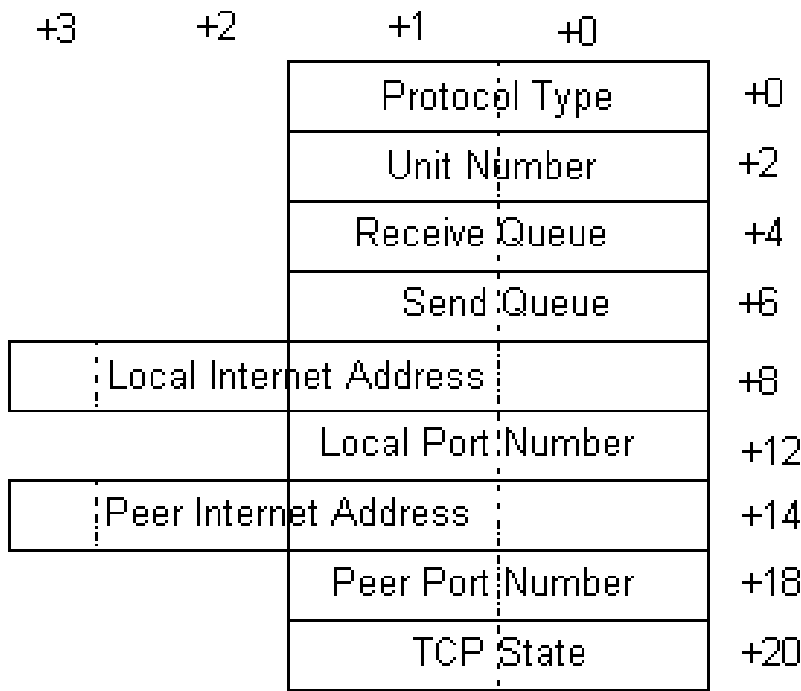 +3 +2 +1 +0
Protocol Type +0
Unit Number +2
Receive Queue +4
Send Queue +6
Local Internet Address +8
Local Port Number +12
Peer Internet Address +14
Peer Port Number +18
TCP State +20